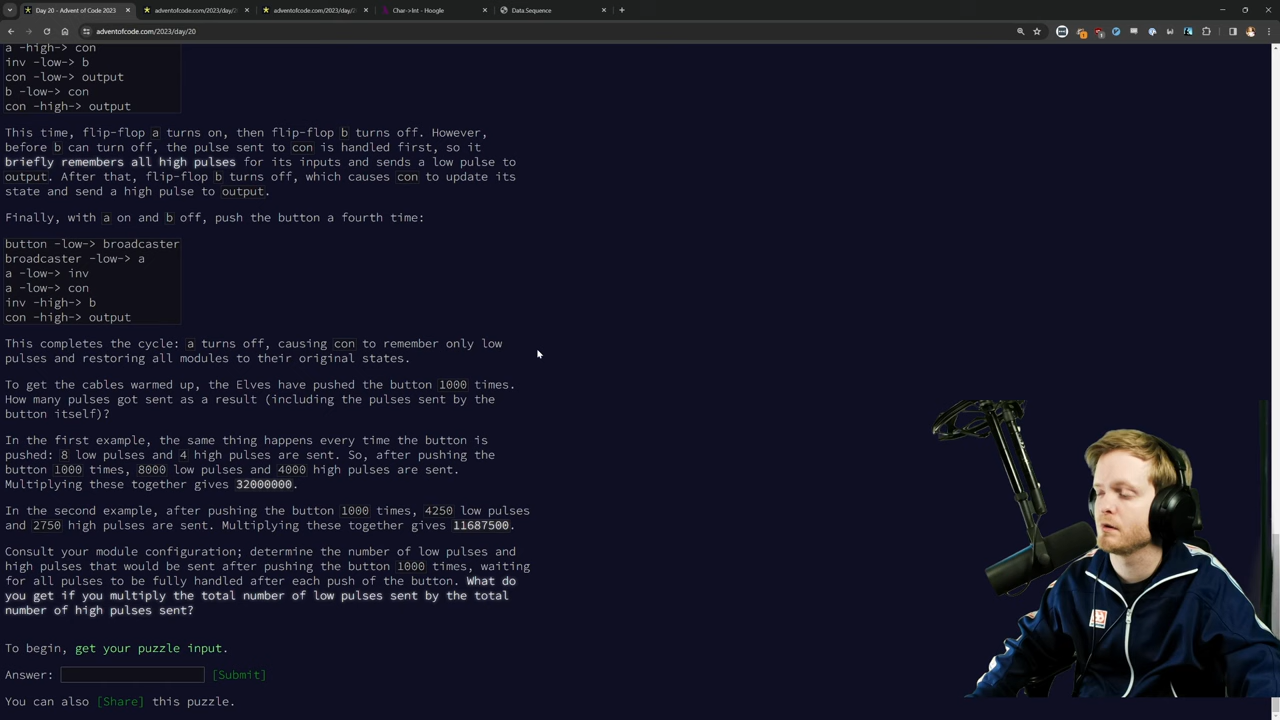 Day 20 - Advent of Code 2023
adventofcode.com/2023/day/2
adventofcode.com/2023/day/20
Char->Int - Hoogle
Data.Sequence
adventofcode.com/2023/day/20
a -high-> con
inv -low-> b
con -low-> output
b -low-> con
con -high-> output
This time, flip-flop a turns on, then flip-flop b turns off. However,
before b can turn off, the pulse sent to con is handled first, so it
briefly remembers all high pulses for its inputs and sends a low pulse to
output. After that, flip-flop b turns off, which causes con to update its
state and send a high pulse to output.
Finally, with a on and b off, push the button a fourth time:
button -low-> broadcaster
broadcaster -low-> a
a -low-> inv
a -low-> con
inv -high-> b
con -high-> output
This completes the cycle: a turns off, causing con to remember only low
pulses and restoring all modules to their original states.
To get the cables warmed up, the Elves have pushed the button 1000 times.
How many pulses got sent as a result (including the pulses sent by the
button itself)?
In the first example, the same thing happens every time the button is
pushed: 8 low pulses and 4 high pulses are sent. So, after pushing the
button 1000 times, 8000 low pulses and 4000 high pulses are sent.
Multiplying these together gives 32000000.
In the second example, after pushing the button 1000 times, 4250 low pulses
and 2750 high pulses are sent. Multiplying these together gives 11687500.
Consult your module configuration; determine the number of low pulses and
high pulses that would be sent after pushing the button 1000 times, waiting
for all pulses to be fully handled after each push of the button. What do
you get if you multiply the total number of low pulses sent by the total
number of high pulses sent?
To begin, get your puzzle input.
Answer: [Submit]
You can also [Share] this puzzle.